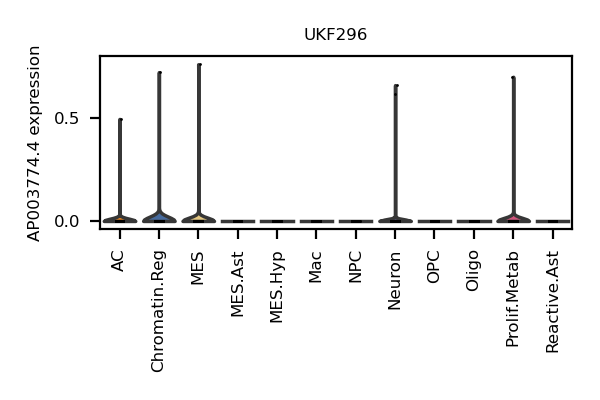 UKF296
AP003774.4 expression
0.5
0.0
AC
Chromatin.Reg
MES
MES.Ast
MES.Hyp
Mac
NPC
Neuron
OPC
Oligo
Prolif.Metab
Reactive.Ast